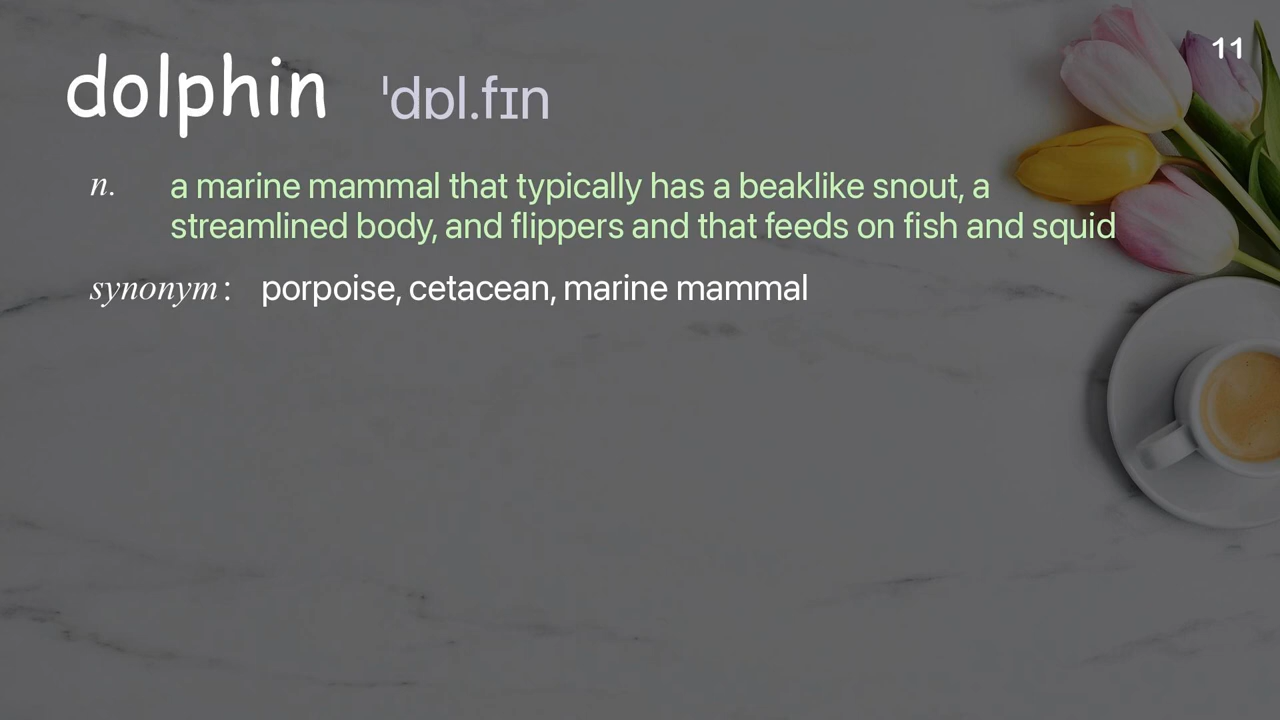 11
dolphin ˈdɒl.fɪn
n. a marine mammal that typically has a beaklike snout, a
streamlined body, and flippers and that feeds on fish and squid
synonym: porpoise, cetacean, marine mammal